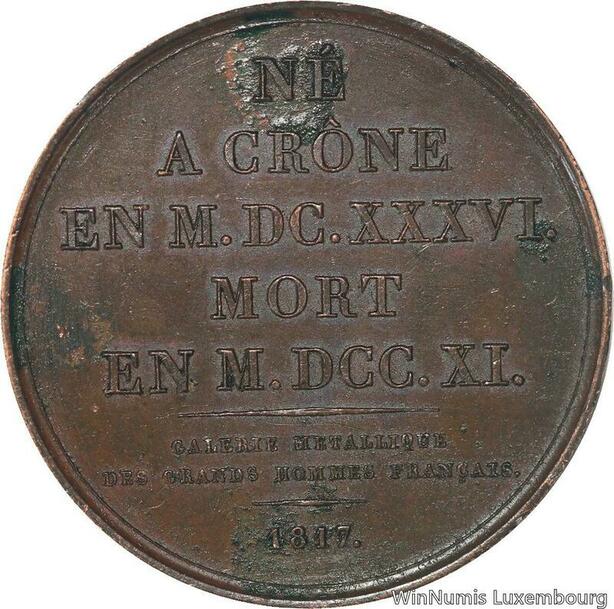 NÉ
A CRÔNE
EN M.DC.XXXVI.
MORT
EN M.DCC.XI.
GALERIE METALLIQUE
DES GRANDS HOMMES FRANÇAIS.
1817.
WinNumis Luxembourg